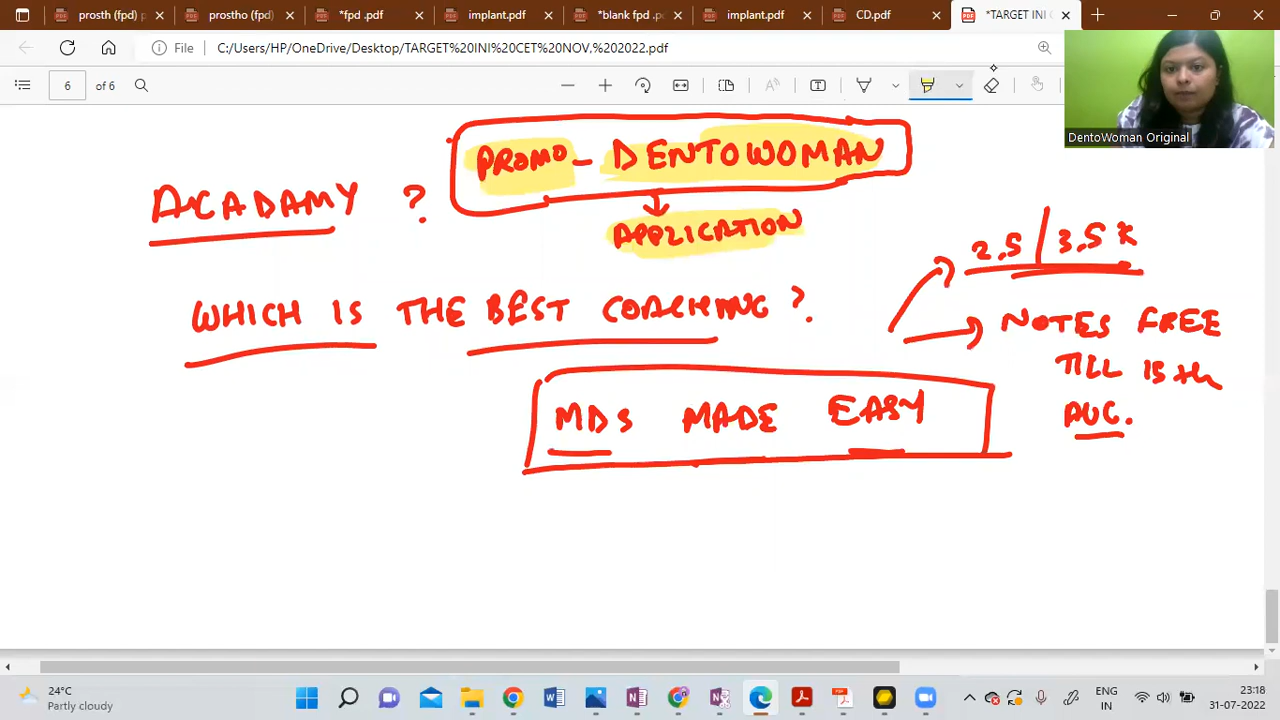 prosth (fpd)
prostho (fpd)
*fpd .pdf
implant.pdf
*blank fpd .p
implant.pdf
CD.pdf
*TARGET INI C
File
C:/Users/HP/OneDrive/Desktop/TARGET%20INI%20CET%20NOV,%202022.pdf
6 of 6
DentoWoman Original
PROMO - DENTOWOMAN
ACADAMY ?
APPLICATION
2.5 | 3.5 k
WHICH IS THE BEST COACHING ?
NOTES FREE
TILL 15th
AUG.
MDS MADE EASY
24°C
Partly cloudy
ENG
IN
23:18
31-07-2022